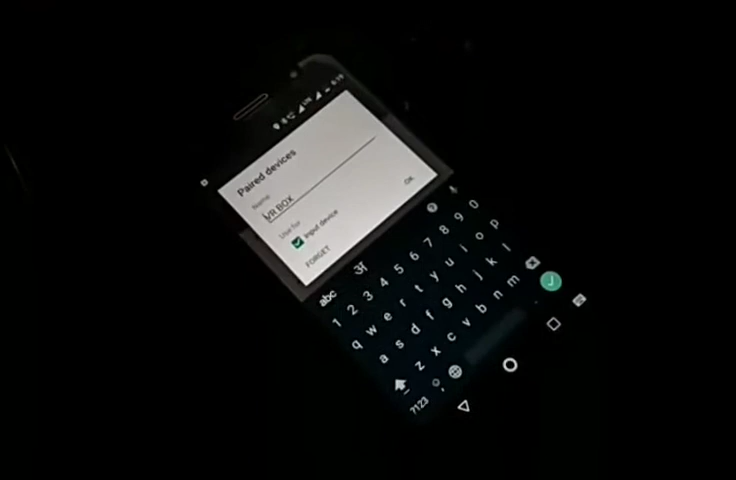 Paired devices
Name
VR BOX
Use for
Input device
FORGET
OK
abc अ
1 2 3 4 5 6 7 8 9 0
q w e r t y u i o p
a s d f g h j k l
z x c v b n m
?123 ,